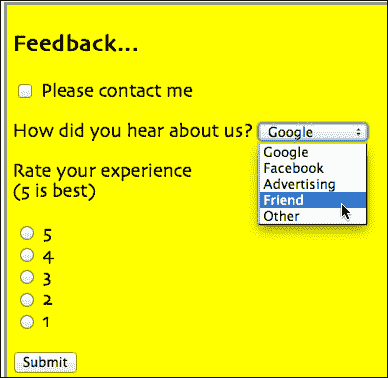 Feedback...
Please contact me
How did you hear about us? Google
Google
Facebook
Advertising
Friend
Other
Rate your experience
(5 is best)
5
4
3
2
1
Submit